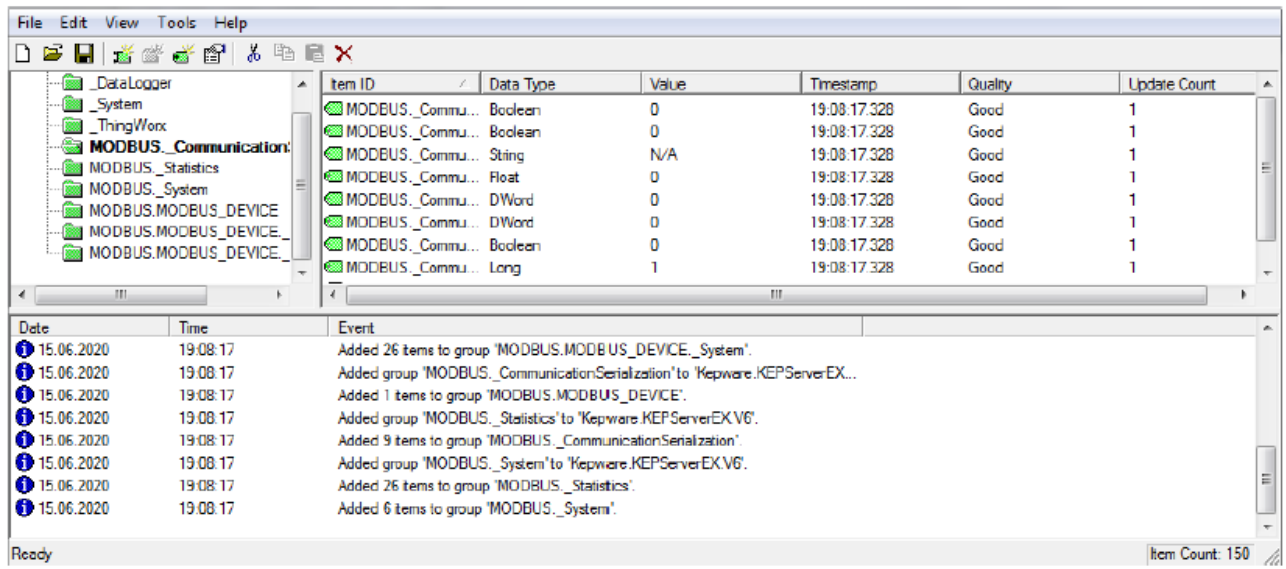 File Edit View Tools Help
_DataLogger
_System
_ThingWorx
MODBUS._Communication
MODBUS._Statistics
MODBUS._System
MODBUS.MODBUS_DEVICE
MODBUS.MODBUS_DEVICE._
MODBUS.MODBUS_DEVICE._
Item ID Data Type Value Timestamp Quality Update Count
MODBUS._Commu... Boolean 0 19:08:17.328 Good 1
MODBUS._Commu... Boolean 0 19:08:17.328 Good 1
MODBUS._Commu... String N/A 19:08:17.328 Good 1
MODBUS._Commu... Float 0 19:08:17.328 Good 1
MODBUS._Commu... DWord 0 19:08:17.328 Good 1
MODBUS._Commu... DWord 0 19:08:17.328 Good 1
MODBUS._Commu... Boolean 0 19:08:17.328 Good 1
MODBUS._Commu... Long 1 19:08:17.328 Good 1
Date Time Event
15.06.2020 19:08:17 Added 26 items to group 'MODBUS.MODBUS_DEVICE._System'.
15.06.2020 19:08:17 Added group 'MODBUS._CommunicationSerialization' to 'Kepware.KEPServerEX...
15.06.2020 19:08:17 Added 1 items to group 'MODBUS.MODBUS_DEVICE'.
15.06.2020 19:08:17 Added group 'MODBUS._Statistics' to 'Kepware.KEPServerEX.V6'.
15.06.2020 19:08:17 Added 9 items to group 'MODBUS._CommunicationSerialization'.
15.06.2020 19:08:17 Added group 'MODBUS._System' to 'Kepware.KEPServerEX.V6'.
15.06.2020 19:08:17 Added 26 items to group 'MODBUS._Statistics'.
15.06.2020 19:08:17 Added 6 items to group 'MODBUS._System'.
Ready Item Count: 150